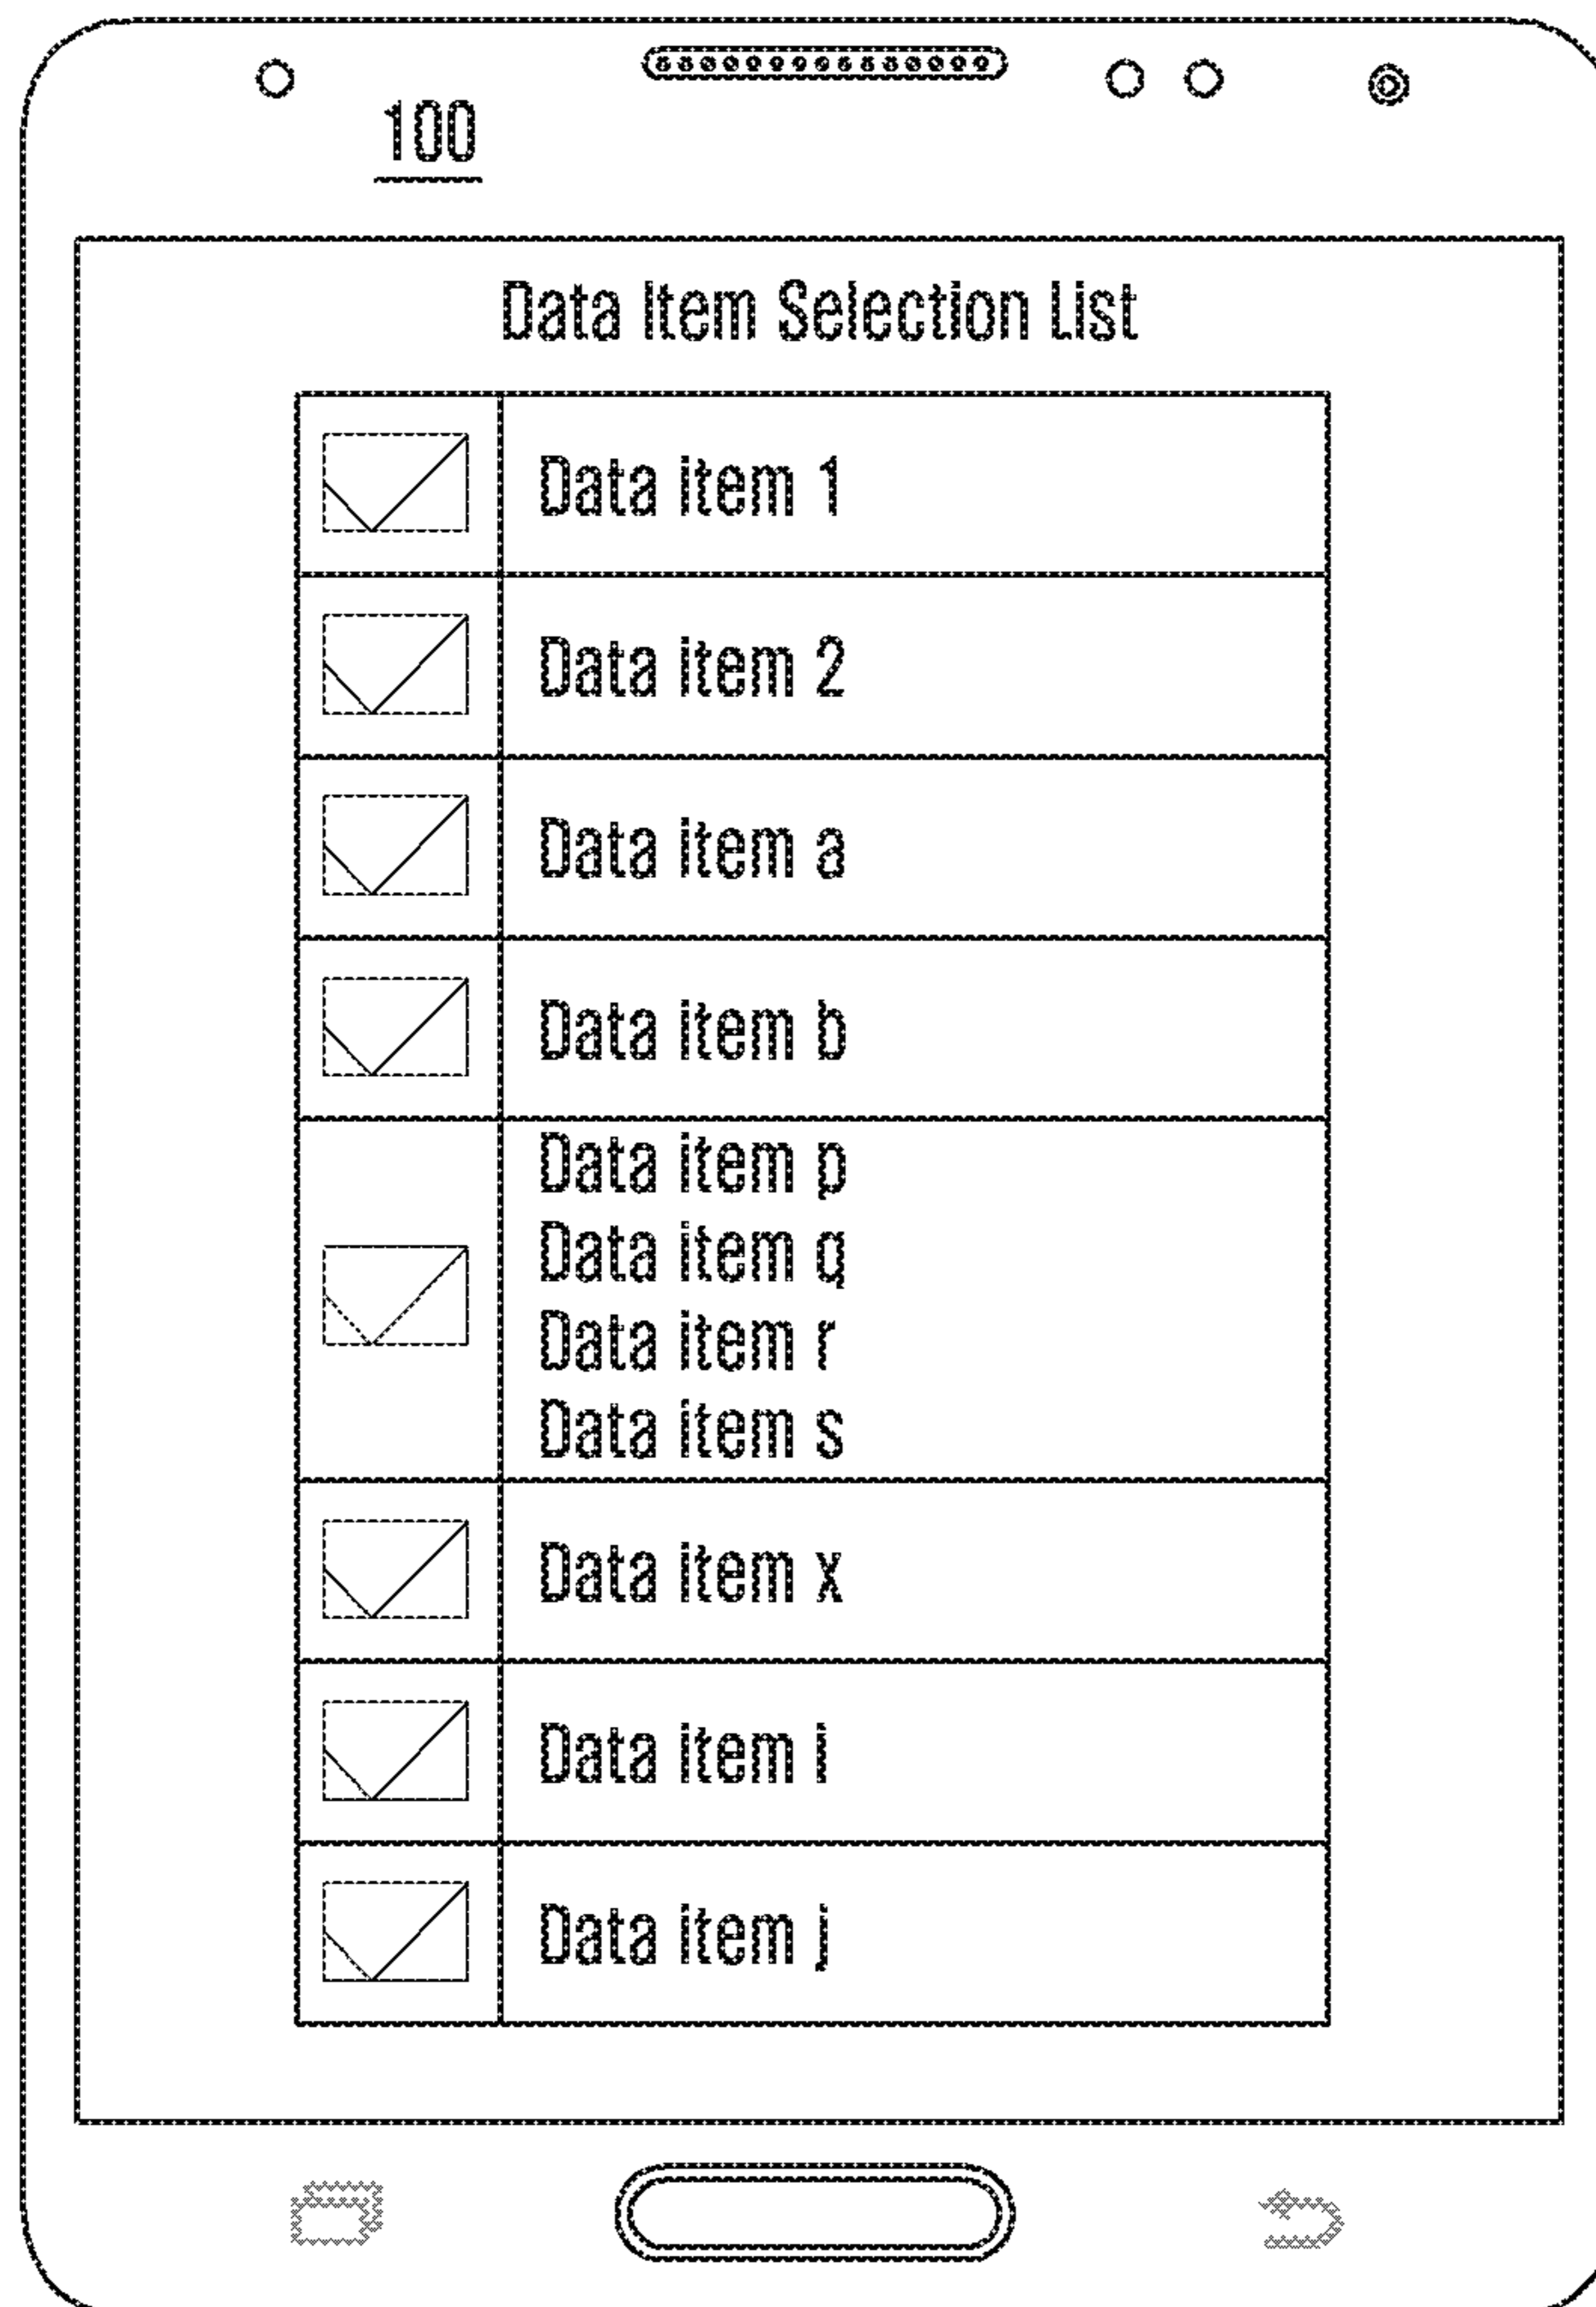 100
Data Item Selection List
Data item 1
Data item 2
Data item a
Data item b
Data item p
Data item q
Data item r
Data item s
Data item x
Data item i
Data item j